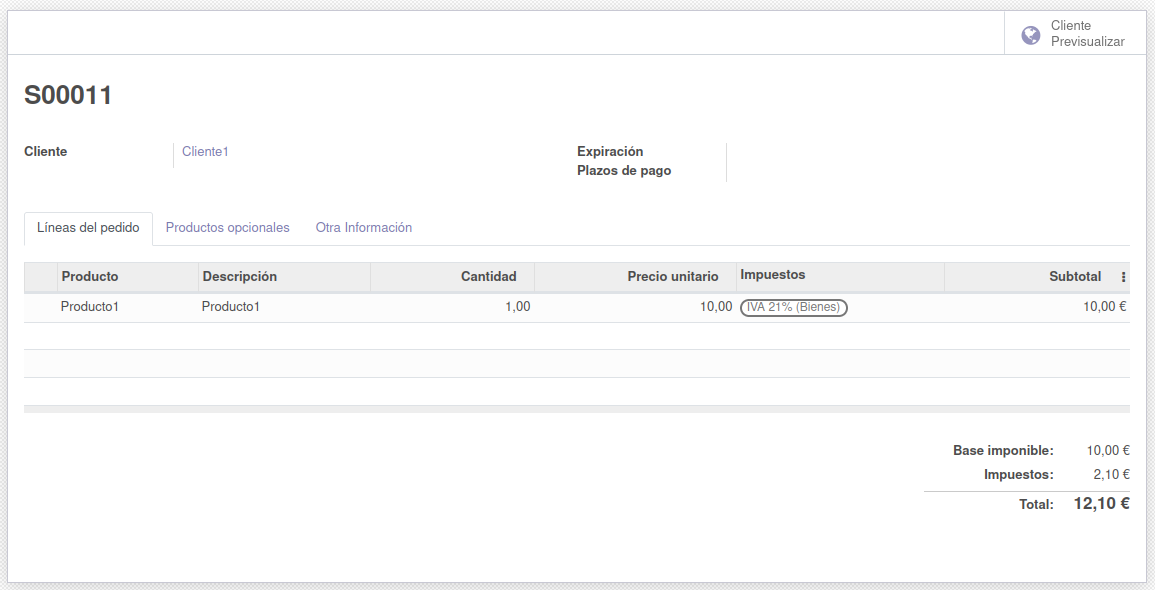 Cliente
Previsualizar
S00011
Cliente Cliente1 Expiración
Plazos de pago
Líneas del pedido Productos opcionales Otra Información
Producto Descripción Cantidad Precio unitario Impuestos Subtotal
Producto1 Producto1 1,00 10,00 IVA 21% (Bienes) 10,00 €
Base imponible: 10,00 €
Impuestos: 2,10 €
Total: 12,10 €